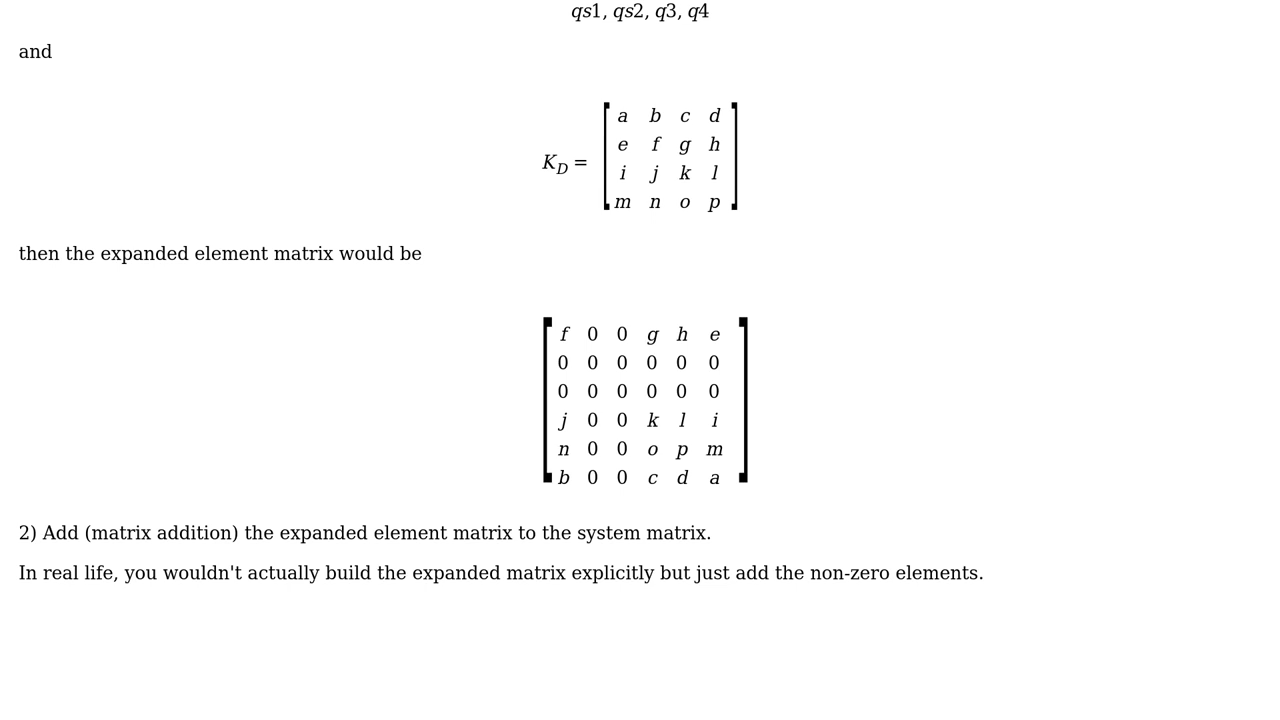 qs1, qs2, q3, q4
and
K_D = [ a b c d
e f g h
i j k l
m n o p ]
then the expanded element matrix would be
[ f 0 0 g h e
0 0 0 0 0 0
0 0 0 0 0 0
j 0 0 k l i
n 0 0 o p m
b 0 0 c d a ]
2) Add (matrix addition) the expanded element matrix to the system matrix.
In real life, you wouldn't actually build the expanded matrix explicitly but just add the non-zero elements.